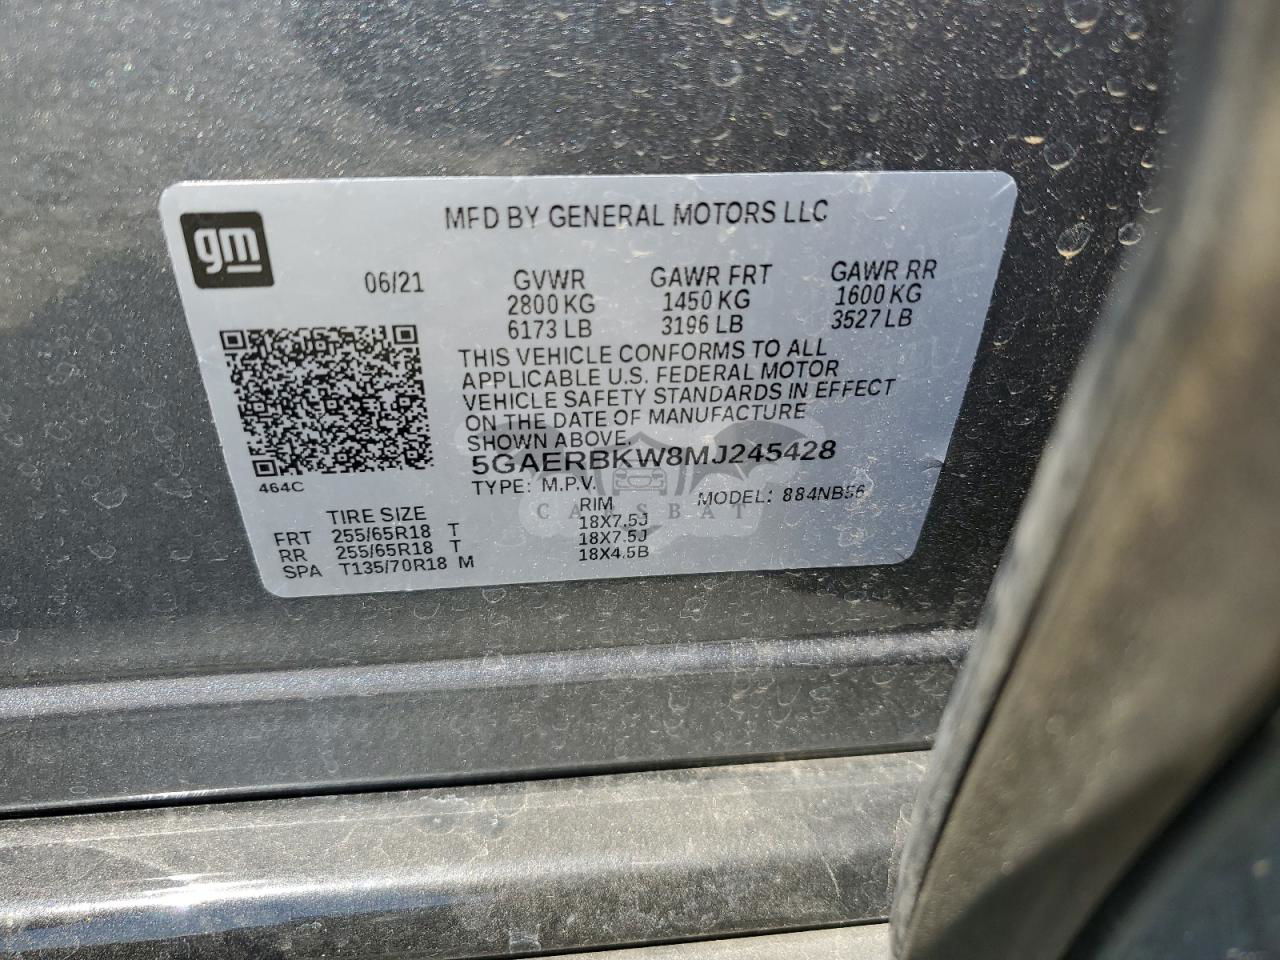 gm
MFD BY GENERAL MOTORS LLC
06/21
GVWR
2800 KG
6173 LB
GAWR FRT
1450 KG
3196 LB
GAWR RR
1600 KG
3527 LB
THIS VEHICLE CONFORMS TO ALL
APPLICABLE U.S. FEDERAL MOTOR
VEHICLE SAFETY STANDARDS IN EFFECT
ON THE DATE OF MANUFACTURE
SHOWN ABOVE.
5GAERBKW8MJ245428
464C
TYPE: M.P.V.
MODEL: 884NB56
TIRE SIZE
RIM
FRT 255/65R18 T 18X7.5J
RR 255/65R18 T 18X7.5J
SPA T135/70R18 M 18X4.5B
CARSBAT